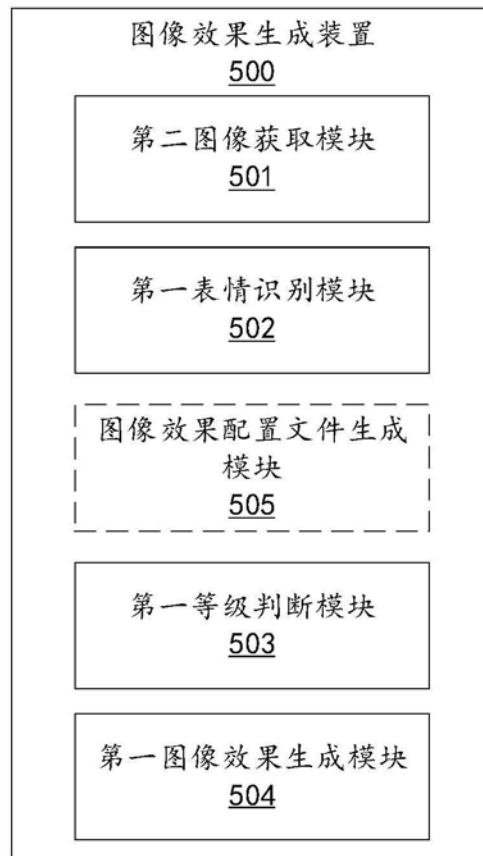 图像效果生成装置
500
第二图像获取模块
501
第一表情识别模块
502
图像效果配置文件生成
模块
505
第一等级判断模块
503
第一图像效果生成模块
504